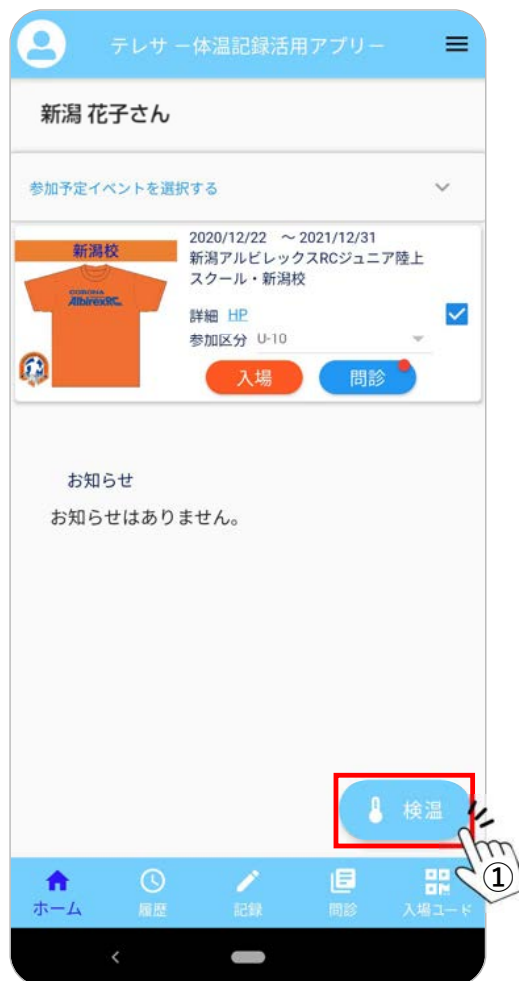 テレサ －体温記録活用アプリ－
新潟 花子さん
参加予定イベントを選択する
新潟校
CORONA
AlbirexRC
2020/12/22 ～ 2021/12/31
新潟アルビレックスRCジュニア陸上
スクール・新潟校
詳細 HP
参加区分 U-10
入場 問診
お知らせ
お知らせはありません。
検温
①
ホーム 履歴 記録 問診 入場コード